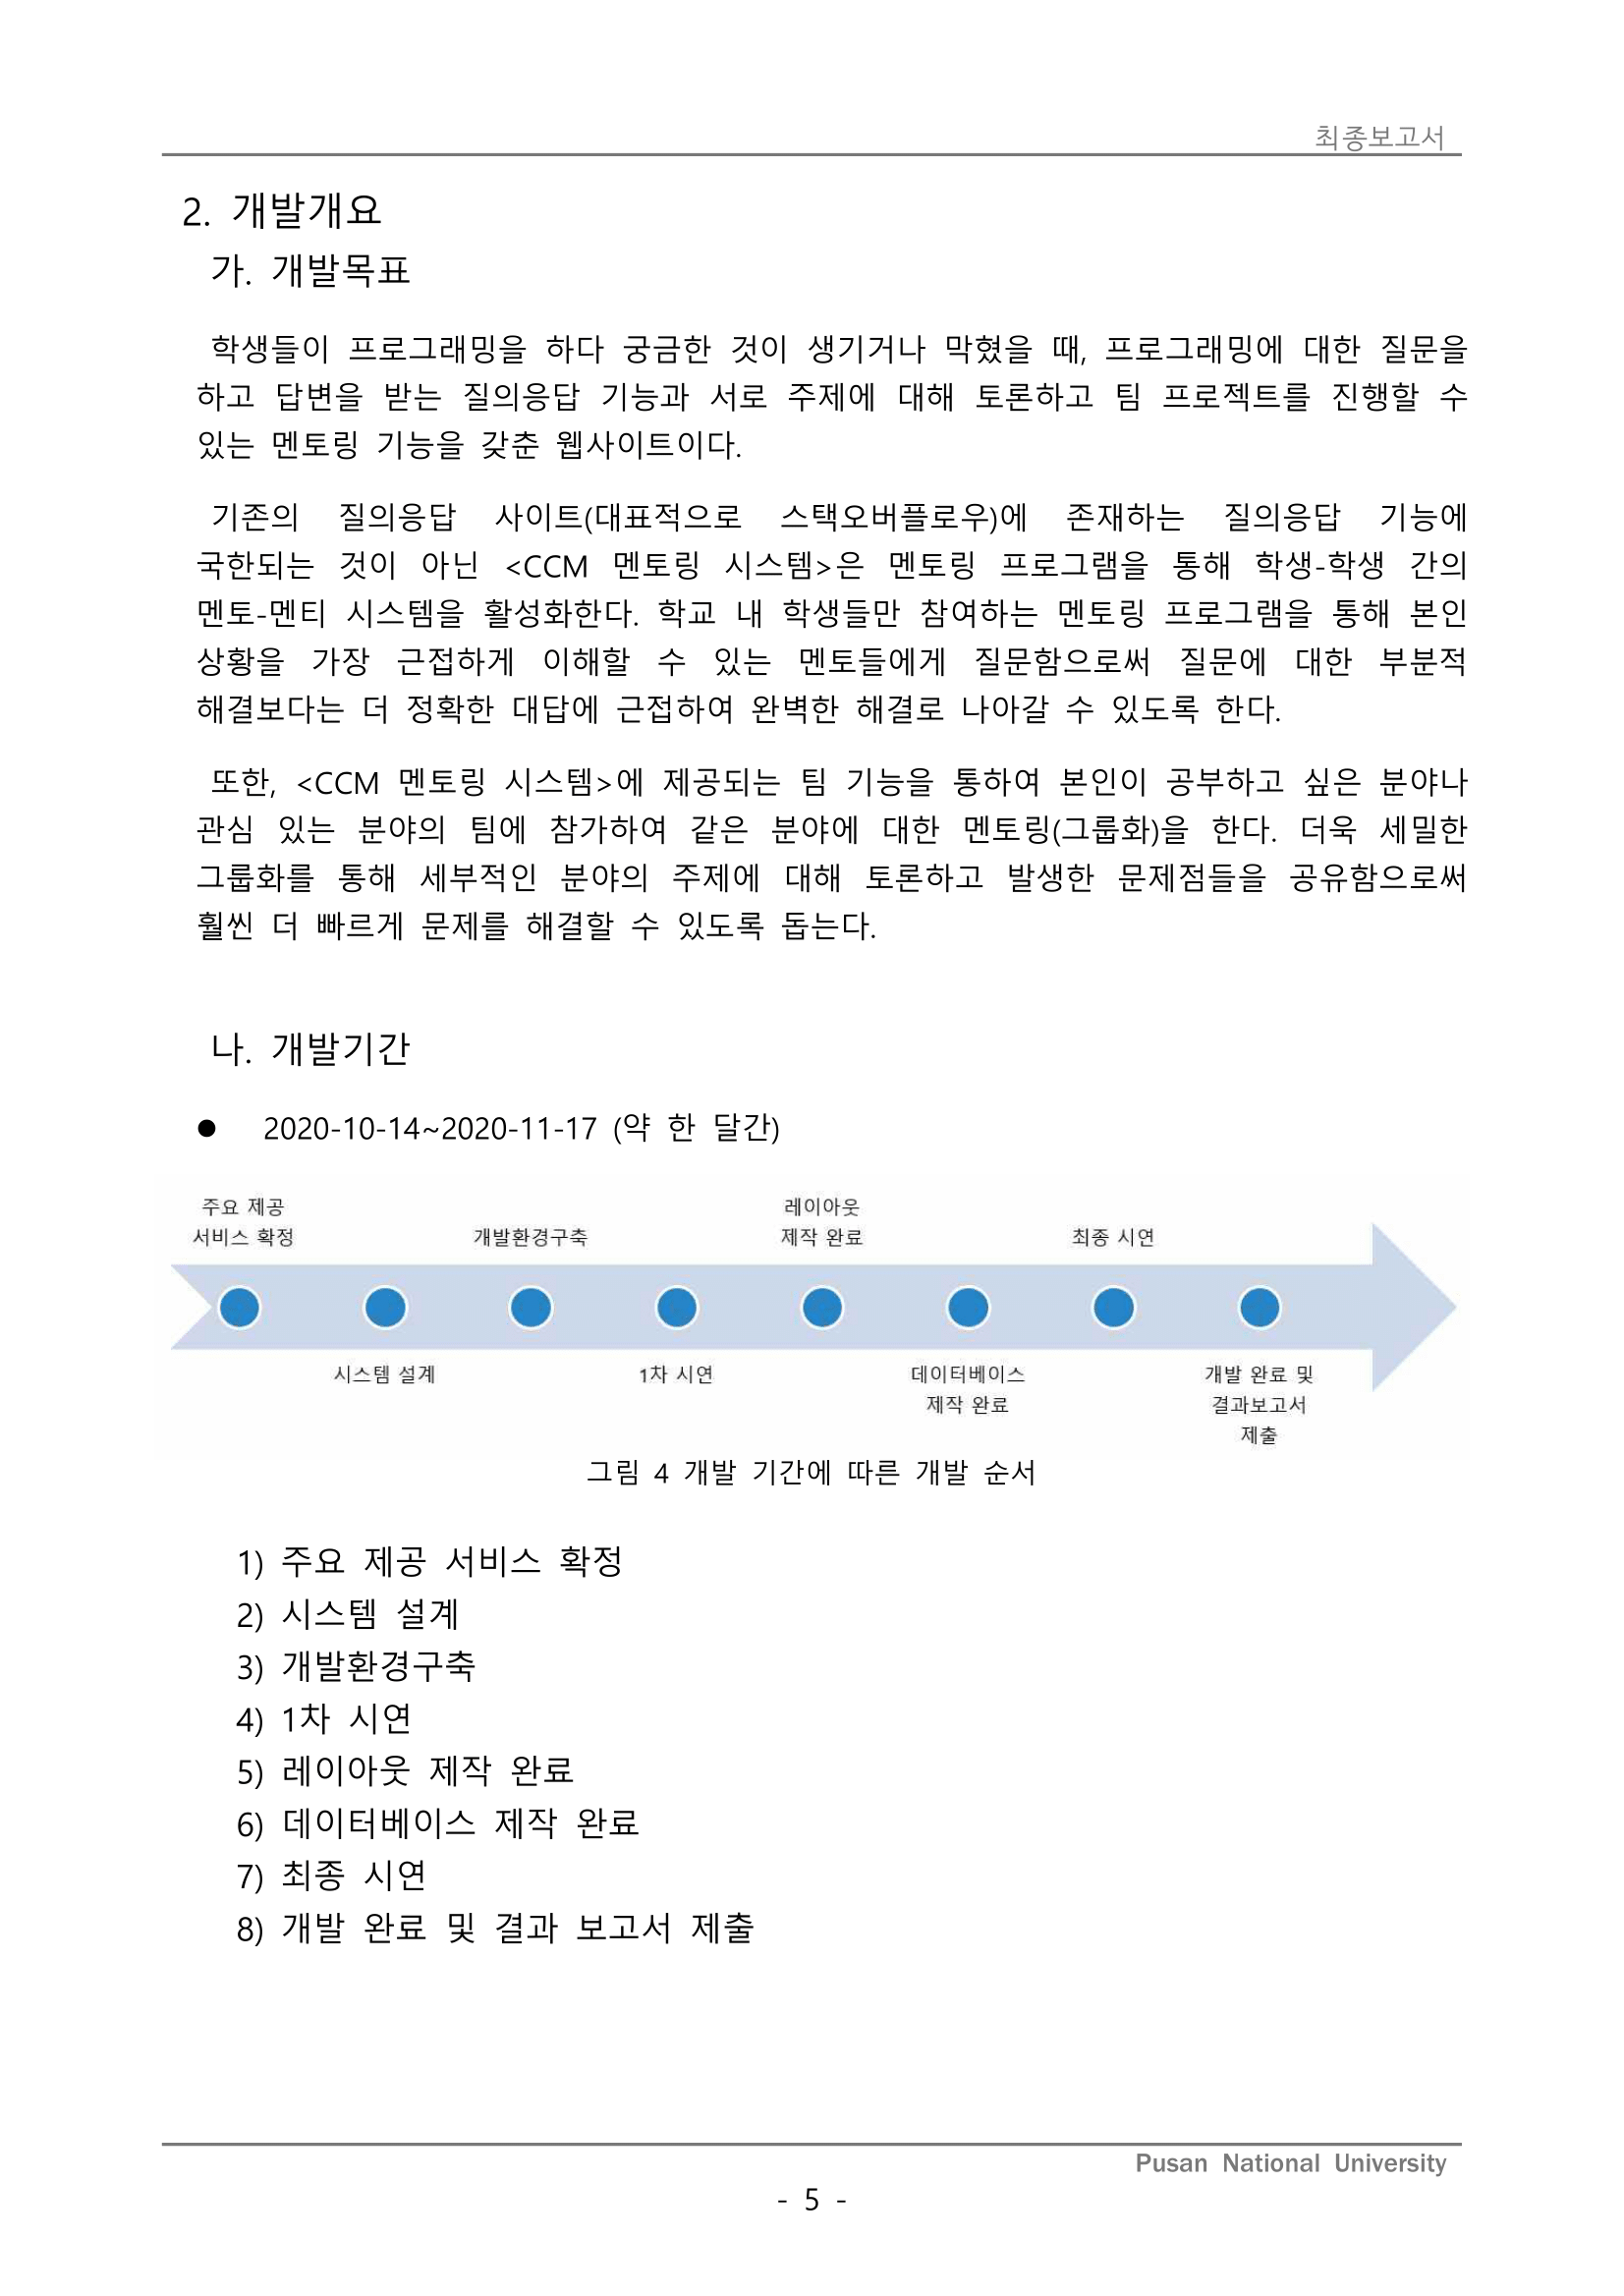 최종보고서
2. 개발개요
가. 개발목표
학생들이 프로그래밍을 하다 궁금한 것이 생기거나 막혔을 때, 프로그래밍에 대한 질문을
하고 답변을 받는 질의응답 기능과 서로 주제에 대해 토론하고 팀 프로젝트를 진행할 수
있는 멘토링 기능을 갖춘 웹사이트이다.
기존의 질의응답 사이트(대표적으로 스택오버플로우)에 존재하는 질의응답 기능에
국한되는 것이 아닌 <CCM 멘토링 시스템>은 멘토링 프로그램을 통해 학생-학생 간의
멘토-멘티 시스템을 활성화한다. 학교 내 학생들만 참여하는 멘토링 프로그램을 통해 본인
상황을 가장 근접하게 이해할 수 있는 멘토들에게 질문함으로써 질문에 대한 부분적
해결보다는 더 정확한 대답에 근접하여 완벽한 해결로 나아갈 수 있도록 한다.
또한, <CCM 멘토링 시스템>에 제공되는 팀 기능을 통하여 본인이 공부하고 싶은 분야나
관심 있는 분야의 팀에 참가하여 같은 분야에 대한 멘토링(그룹화)을 한다. 더욱 세밀한
그룹화를 통해 세부적인 분야의 주제에 대해 토론하고 발생한 문제점들을 공유함으로써
훨씬 더 빠르게 문제를 해결할 수 있도록 돕는다.
나. 개발기간
● 2020-10-14~2020-11-17 (약 한 달간)
주요 제공
서비스 확정
시스템 설계
개발환경구축
1차 시연
레이아웃
제작 완료
데이터베이스
제작 완료
최종 시연
개발 완료 및
결과보고서
제출
그림 4 개발 기간에 따른 개발 순서
1) 주요 제공 서비스 확정
2) 시스템 설계
3) 개발환경구축
4) 1차 시연
5) 레이아웃 제작 완료
6) 데이터베이스 제작 완료
7) 최종 시연
8) 개발 완료 및 결과 보고서 제출
Pusan National University
- 5 -